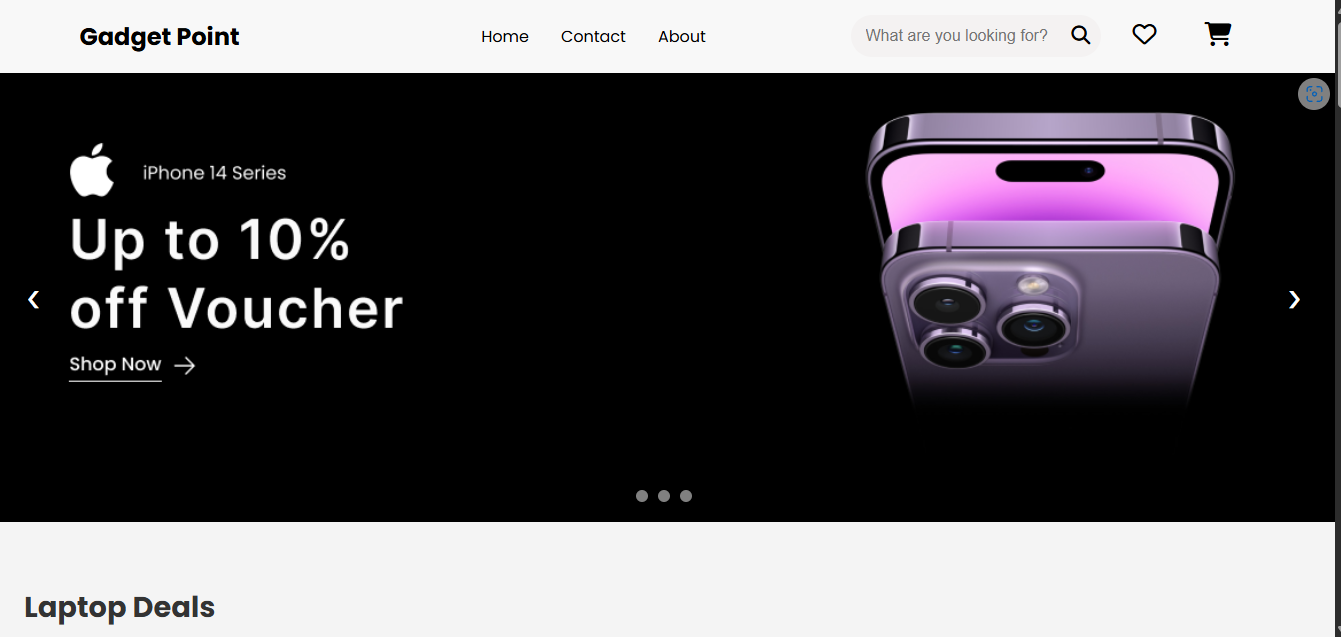 Gadget Point
Home
Contact
About
What are you looking for?
iPhone 14 Series
Up to 10%
off Voucher
Shop Now
Laptop Deals